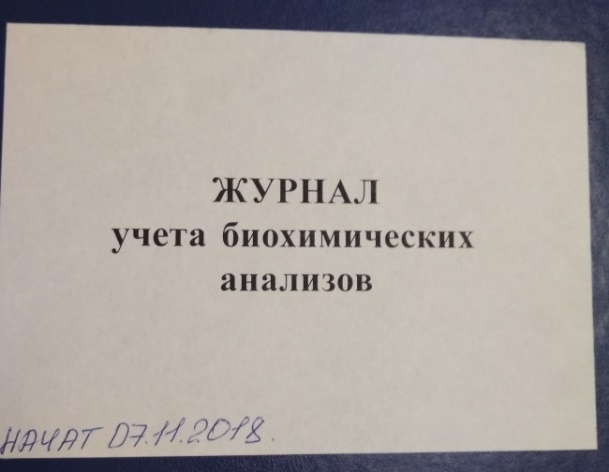 ЖУРНАЛ
учета биохимических
анализов
НАЧАТ 07.11.2018.